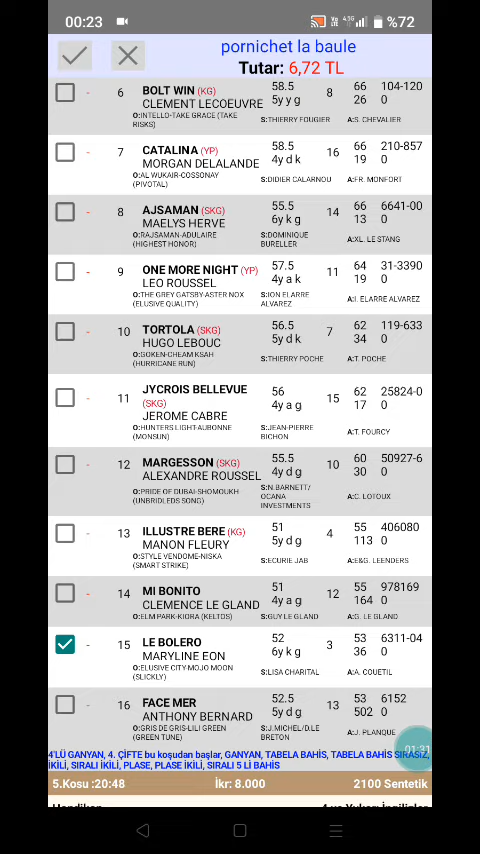 00:23 4.5G %72
pornichet la baule
Tutar: 6,72 TL
- 6 BOLT WIN (KG) 58.5 8 66 104-120
CLEMENT LECOEUVRE 5y y g 26 0
O:INTELLO-TAKE GRACE (TAKE RISKS) S:THIERRY FOUGIER A:S. CHEVALIER
- 7 CATALINA (YP) 58.5 16 66 210-857
MORGAN DELALANDE 4y d k 19 0
O:AL WUKAIR-COSSONAY (PIVOTAL) S:DIDIER CALARNOU A:FR. MONFORT
- 8 AJSAMAN (SKG) 55.5 14 66 6641-00
MAELYS HERVE 6y k g 13 0
O:RAJSAMAN-ADULAIRE (HIGHEST HONOR) S:DOMINIQUE BURELLER A:XL. LE STANG
- 9 ONE MORE NIGHT (YP) 57.5 11 64 31-3390
LEO ROUSSEL 4y a k 19 0
O:THE GREY GATSBY-ASTER NOX (ELUSIVE QUALITY) S:ION ELARRE ALVAREZ A:I. ELARRE ALVAREZ
- 10 TORTOLA (SKG) 56.5 7 62 119-633
HUGO LEBOUC 5y d k 34 0
O:GOKEN-CHEAM KSAH (HURRICANE RUN) S:THIERRY POCHE A:T. POCHE
- 11 JYCROIS BELLEVUE (SKG) 56 15 62 25824-0
JEROME CABRE 4y a g 17 0
O:HUNTERS LIGHT-AUBONNE (MONSUN) S:JEAN-PIERRE BICHON A:T. FOURCY
- 12 MARGESSON (SKG) 55.5 10 60 50927-6
ALEXANDRE ROUSSEL 4y d g 30 0
O:PRIDE OF DUBAI-SHOMOUKH (UNBRIDLEDS SONG) S:N.BARNETT/ OCANA INVESTMENTS A:C. LOTOUX
- 13 ILLUSTRE BERE (KG) 51 4 55 406080
MANON FLEURY 5y d g 113 0
O:STYLE VENDOME-NISKA (SMART STRIKE) S:ECURIE JAB A:E&G. LEENDERS
- 14 MI BONITO 51 12 55 978169
CLEMENCE LE GLAND 4y a g 164 0
O:ELM PARK-KIORA (KELTOS) S:GUY LE GLAND A:G. LE GLAND
- 15 LE BOLERO 52 3 53 6311-04
MARYLINE EON 6y k g 36 0
O:ELUSIVE CITY-MOJO MOON (SLICKLY) S:LISA CHARITAL A:A. COUETIL
- 16 FACE MER 52.5 13 53 6152
ANTHONY BERNARD 5y d g 502 0
O:GRIS DE GRIS-LILI GREEN (GREEN TUNE) S:J.MICHEL/D.LE BRETON A:J. PLANQUE
01:31
4'LÜ GANYAN, 4. ÇİFTE bu koşudan başlar, GANYAN, TABELA BAHİS, TABELA BAHİS SIRASIZ,
İKİLİ, SIRALI İKİLİ, PLASE, PLASE İKİLİ, SIRALI 5 Lİ BAHİS
5.Kosu :20:48 İkr: 8.000 2100 Sentetik
Handikap 4 ve Yukarı İngilizler